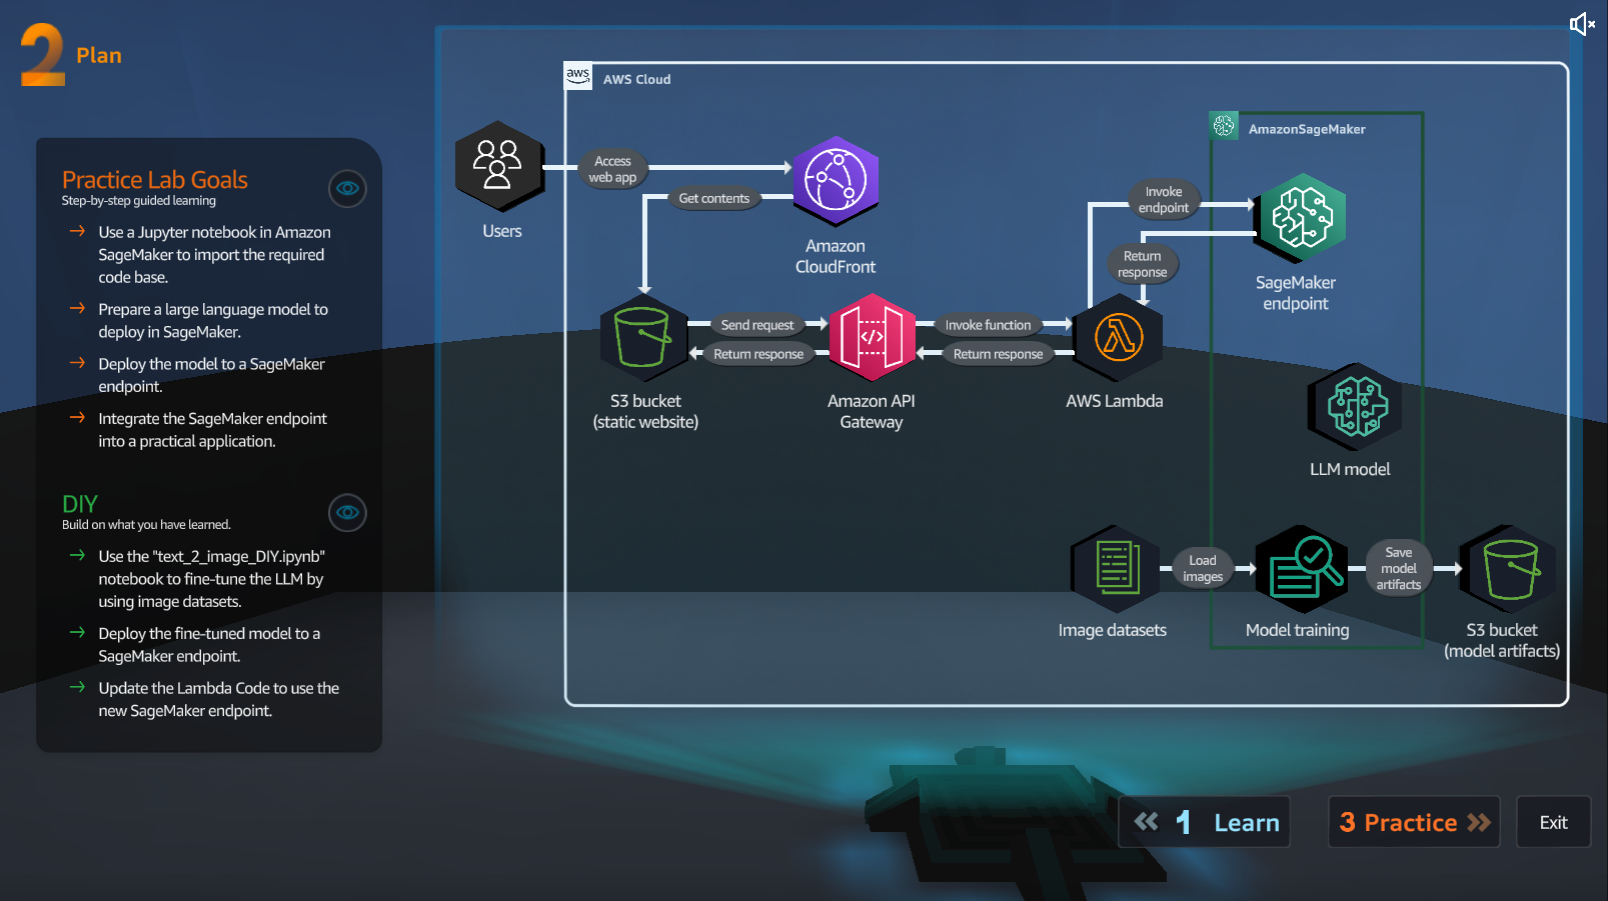 2 Plan
Practice Lab Goals
Step-by-step guided learning
Use a Jupyter notebook in Amazon
SageMaker to import the required
code base.
Prepare a large language model to
deploy in SageMaker.
Deploy the model to a SageMaker
endpoint.
Integrate the SageMaker endpoint
into a practical application.
DIY
Build on what you have learned.
Use the "text_2_image_DIY.ipynb"
notebook to fine-tune the LLM by
using image datasets.
Deploy the fine-tuned model to a
SageMaker endpoint.
Update the Lambda Code to use the
new SageMaker endpoint.
aws
AWS Cloud
AmazonSageMaker
Users
Access
web app
Get contents
Amazon
CloudFront
Invoke
endpoint
Return
response
SageMaker
endpoint
S3 bucket
(static website)
Send request
Return response
</>
Amazon API
Gateway
Invoke function
Return response
AWS Lambda
LLM model
Image datasets
Load
images
Model training
Save
model
artifacts
S3 bucket
(model artifacts)
1 Learn
3 Practice
Exit